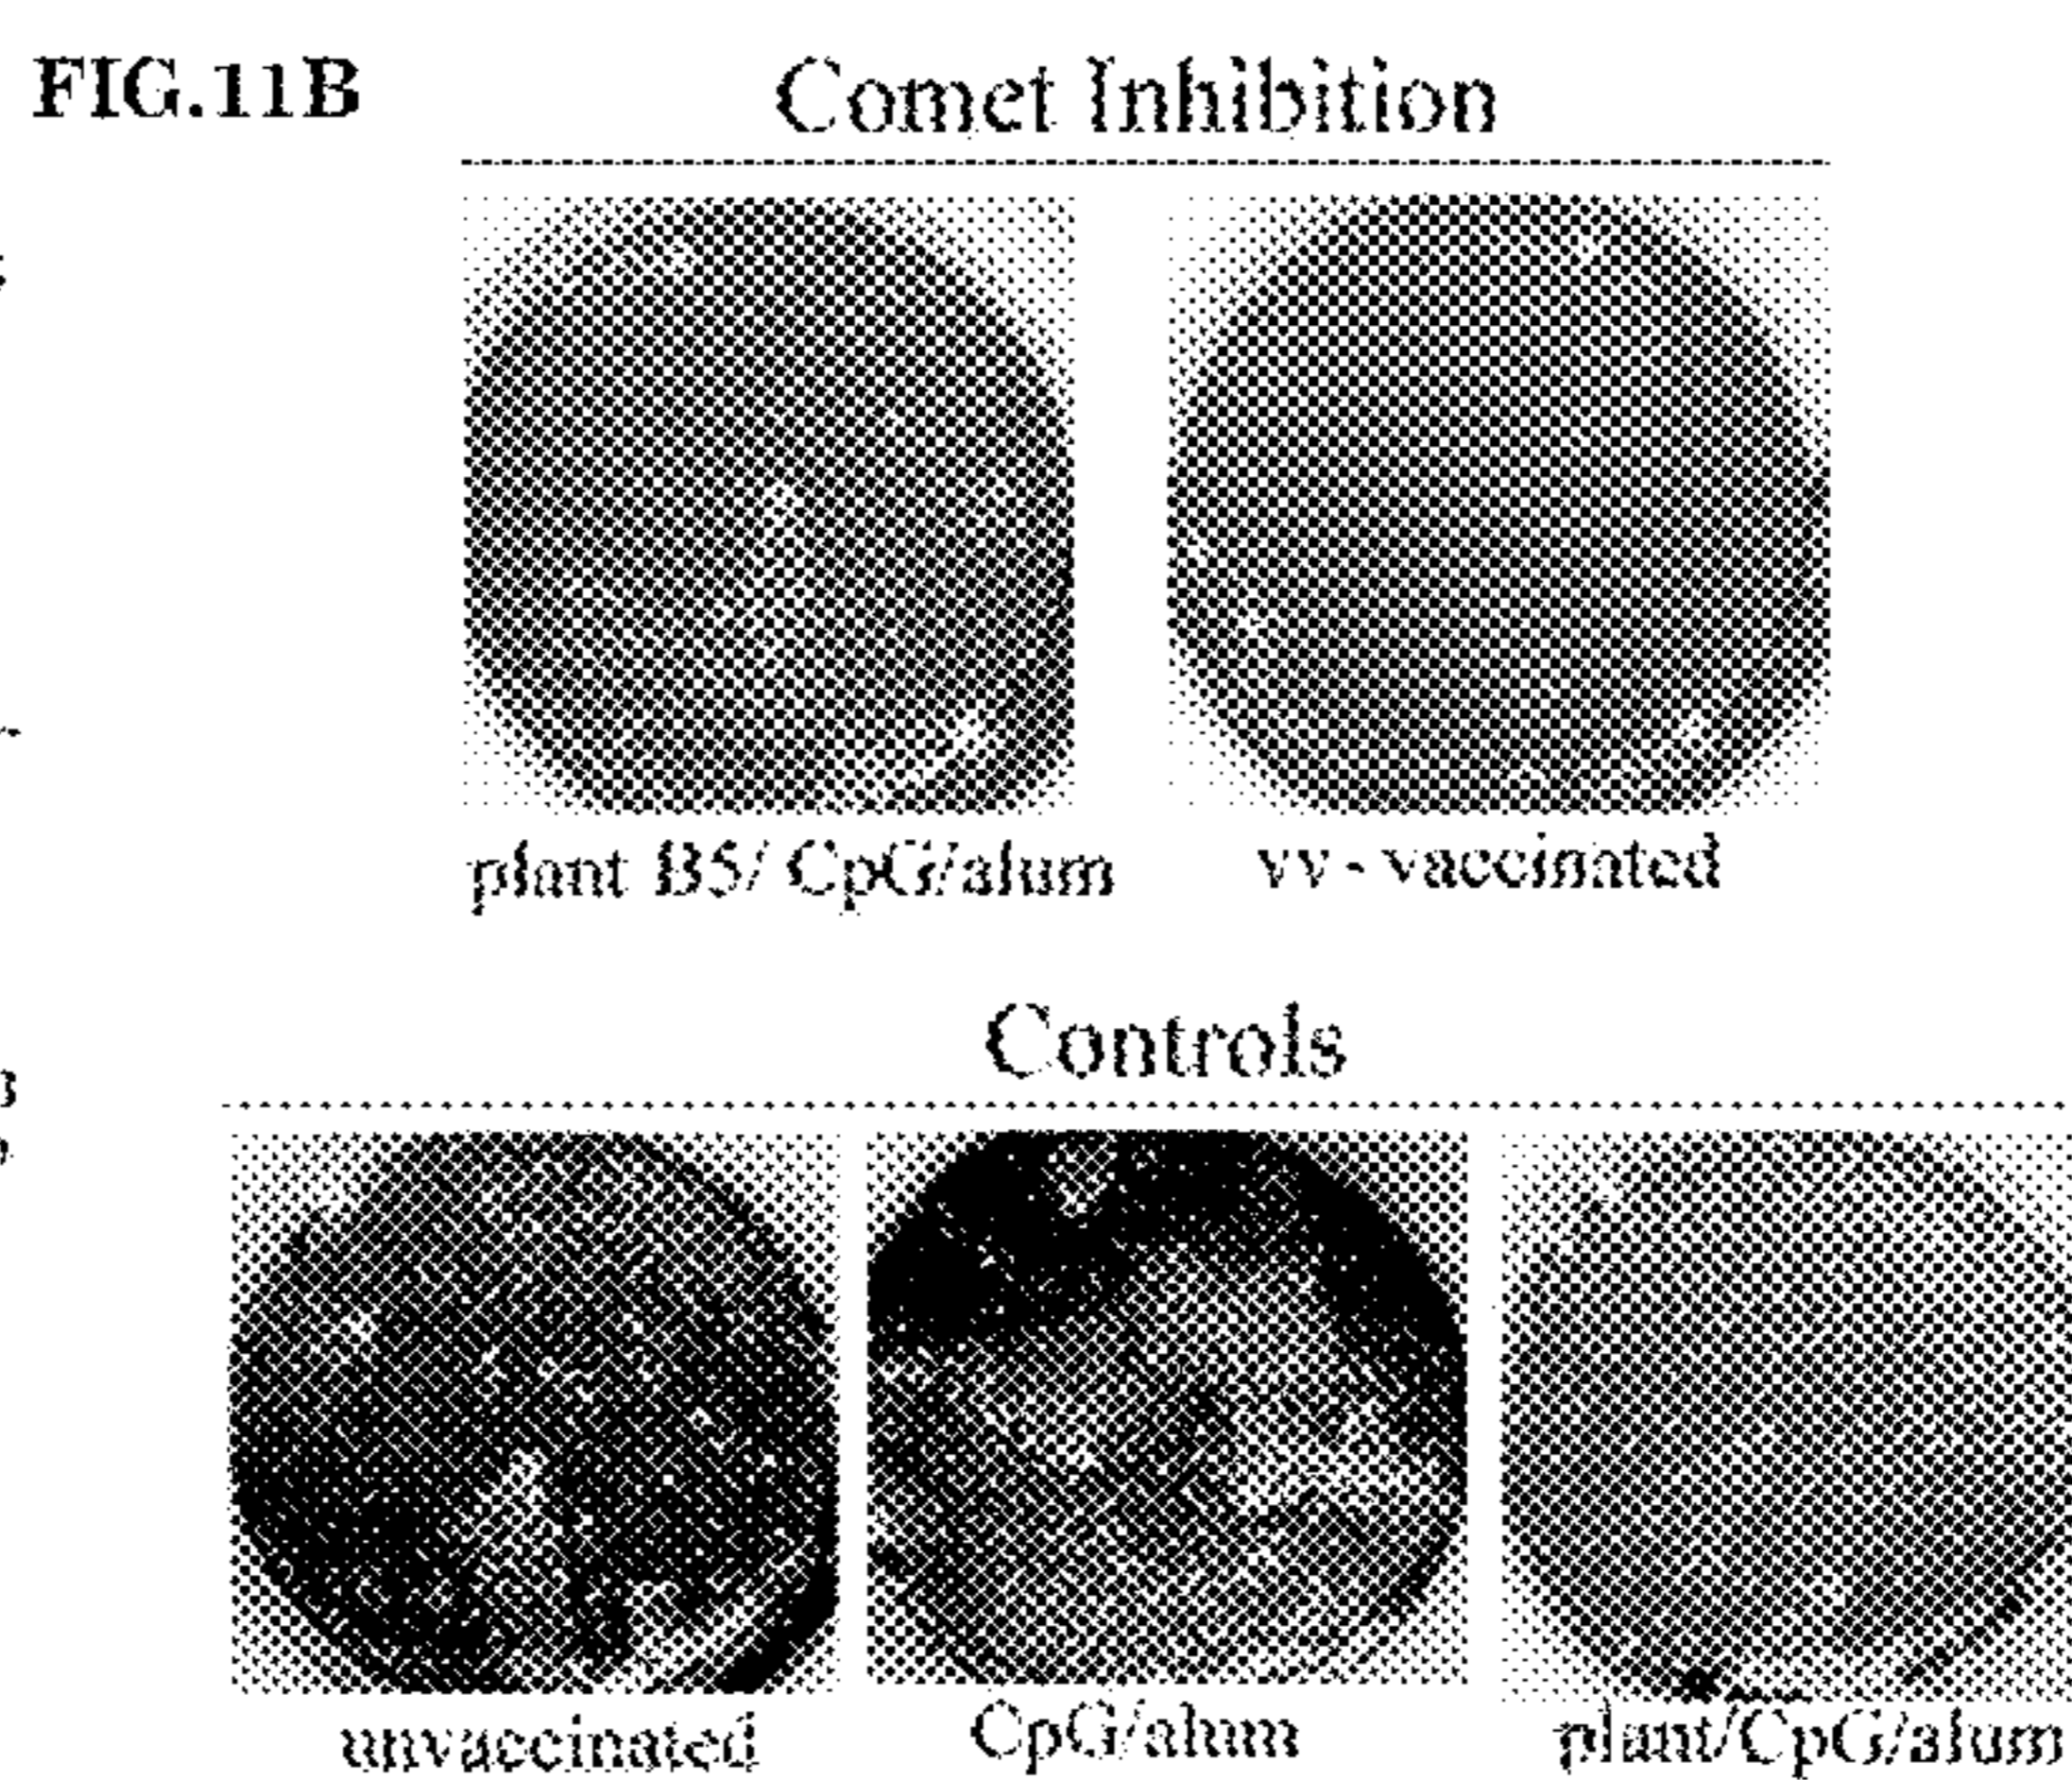 FIG.11B
Comet Inhibition
plant B5/ CpG/alum
vv - vaccinated
Controls
unvaccinated
CpG/alum
plant/CpG/alum